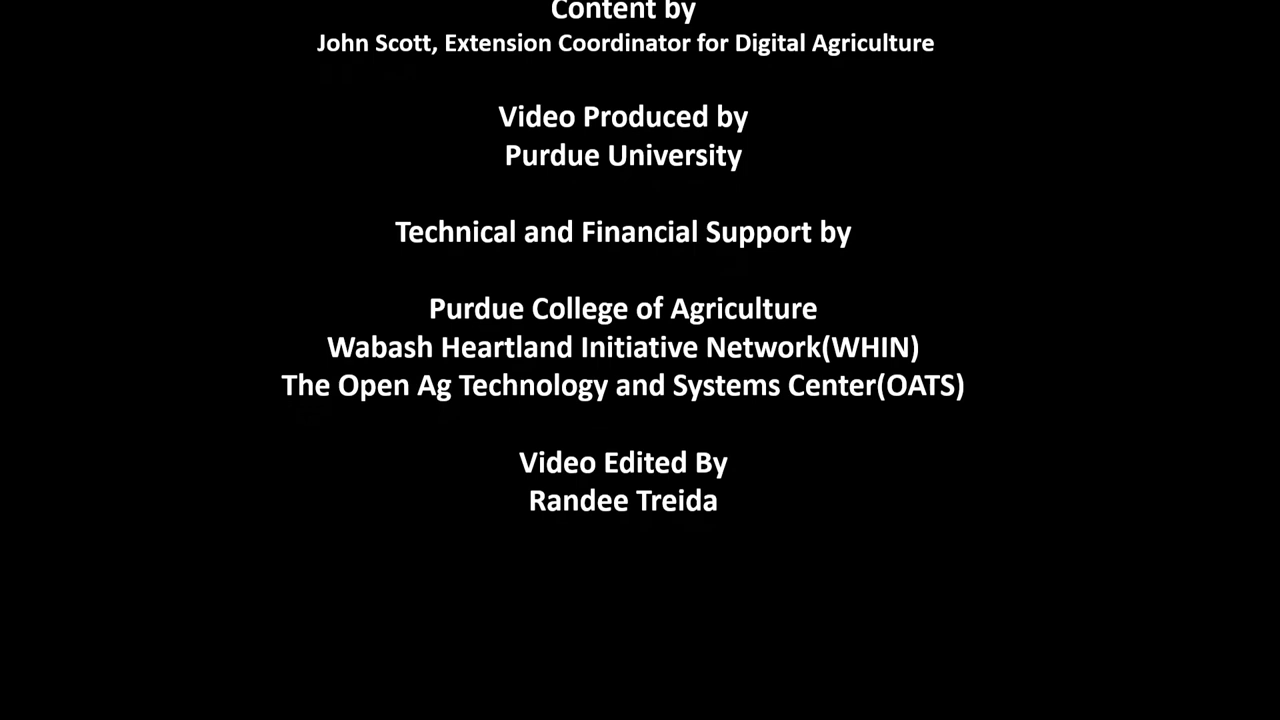 Content by
John Scott, Extension Coordinator for Digital Agriculture
Video Produced by
Purdue University
Technical and Financial Support by
Purdue College of Agriculture
Wabash Heartland Initiative Network(WHIN)
The Open Ag Technology and Systems Center(OATS)
Video Edited By
Randee Treida